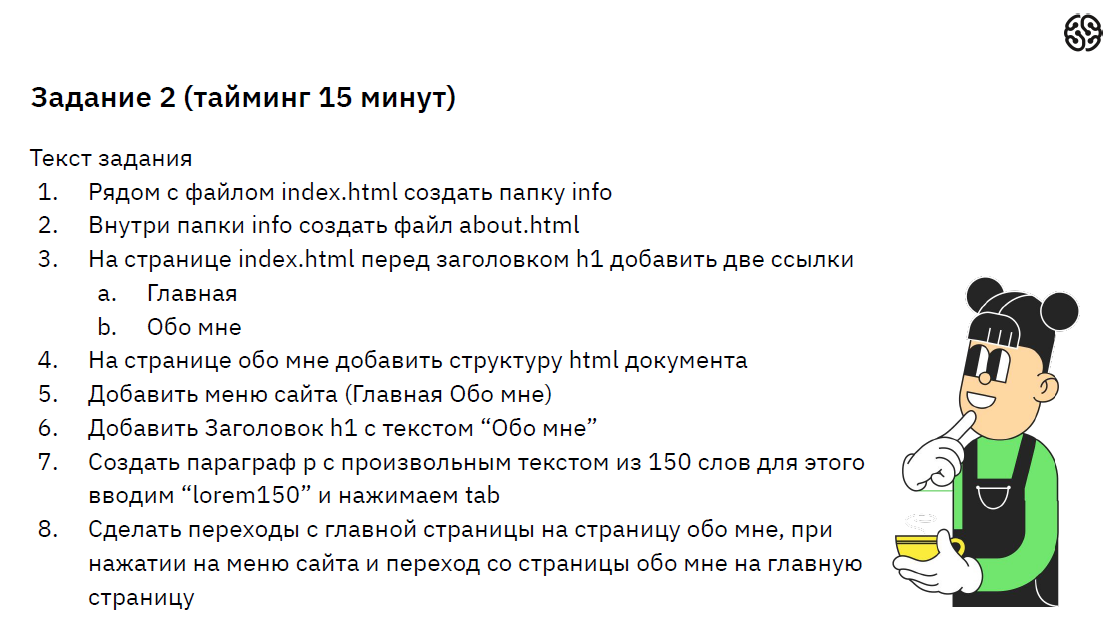 Задание 2 (тайминг 15 минут)
Текст задания
1. Рядом с файлом index.html создать папку info
2. Внутри папки info создать файл about.html
3. На странице index.html перед заголовком h1 добавить две ссылки
a. Главная
b. Обо мне
4. На странице обо мне добавить структуру html документа
5. Добавить меню сайта (Главная Обо мне)
6. Добавить Заголовок h1 с текстом “Обо мне”
7. Создать параграф p с произвольным текстом из 150 слов для этого
вводим “lorem150” и нажимаем tab
8. Сделать переходы с главной страницы на страницу обо мне, при
нажатии на меню сайта и переход со страницы обо мне на главную
страницу